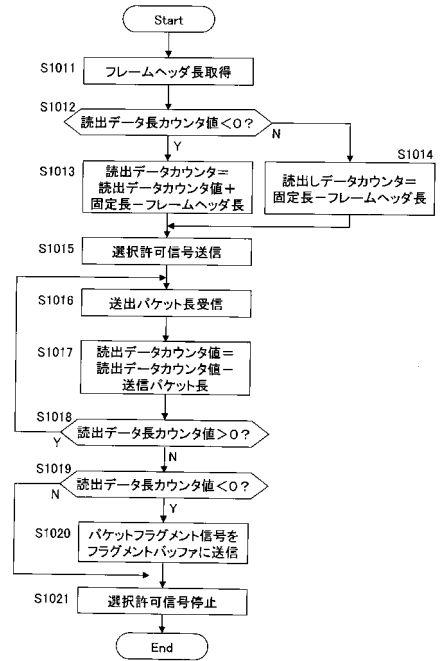 Start
S1011
フレームヘッダ長取得
S1012
読出データ長カウンタ値<0?
N
Y
S1013
読出データカウンタ=
読出データカウンタ値+
固定長-フレームヘッダ長
S1014
読出しデータカウンタ=
固定長-フレームヘッダ長
S1015
選択許可信号送信
S1016
送出パケット長受信
S1017
読出データカウンタ値=
読出データカウンタ値-
送信パケット長
S1018
読出データ長カウンタ値>0?
Y
N
S1019
読出データ長カウンタ値<0?
N
Y
S1020
パケットフラグメント信号を
フラグメントバッファに送信
S1021
選択許可信号停止
End